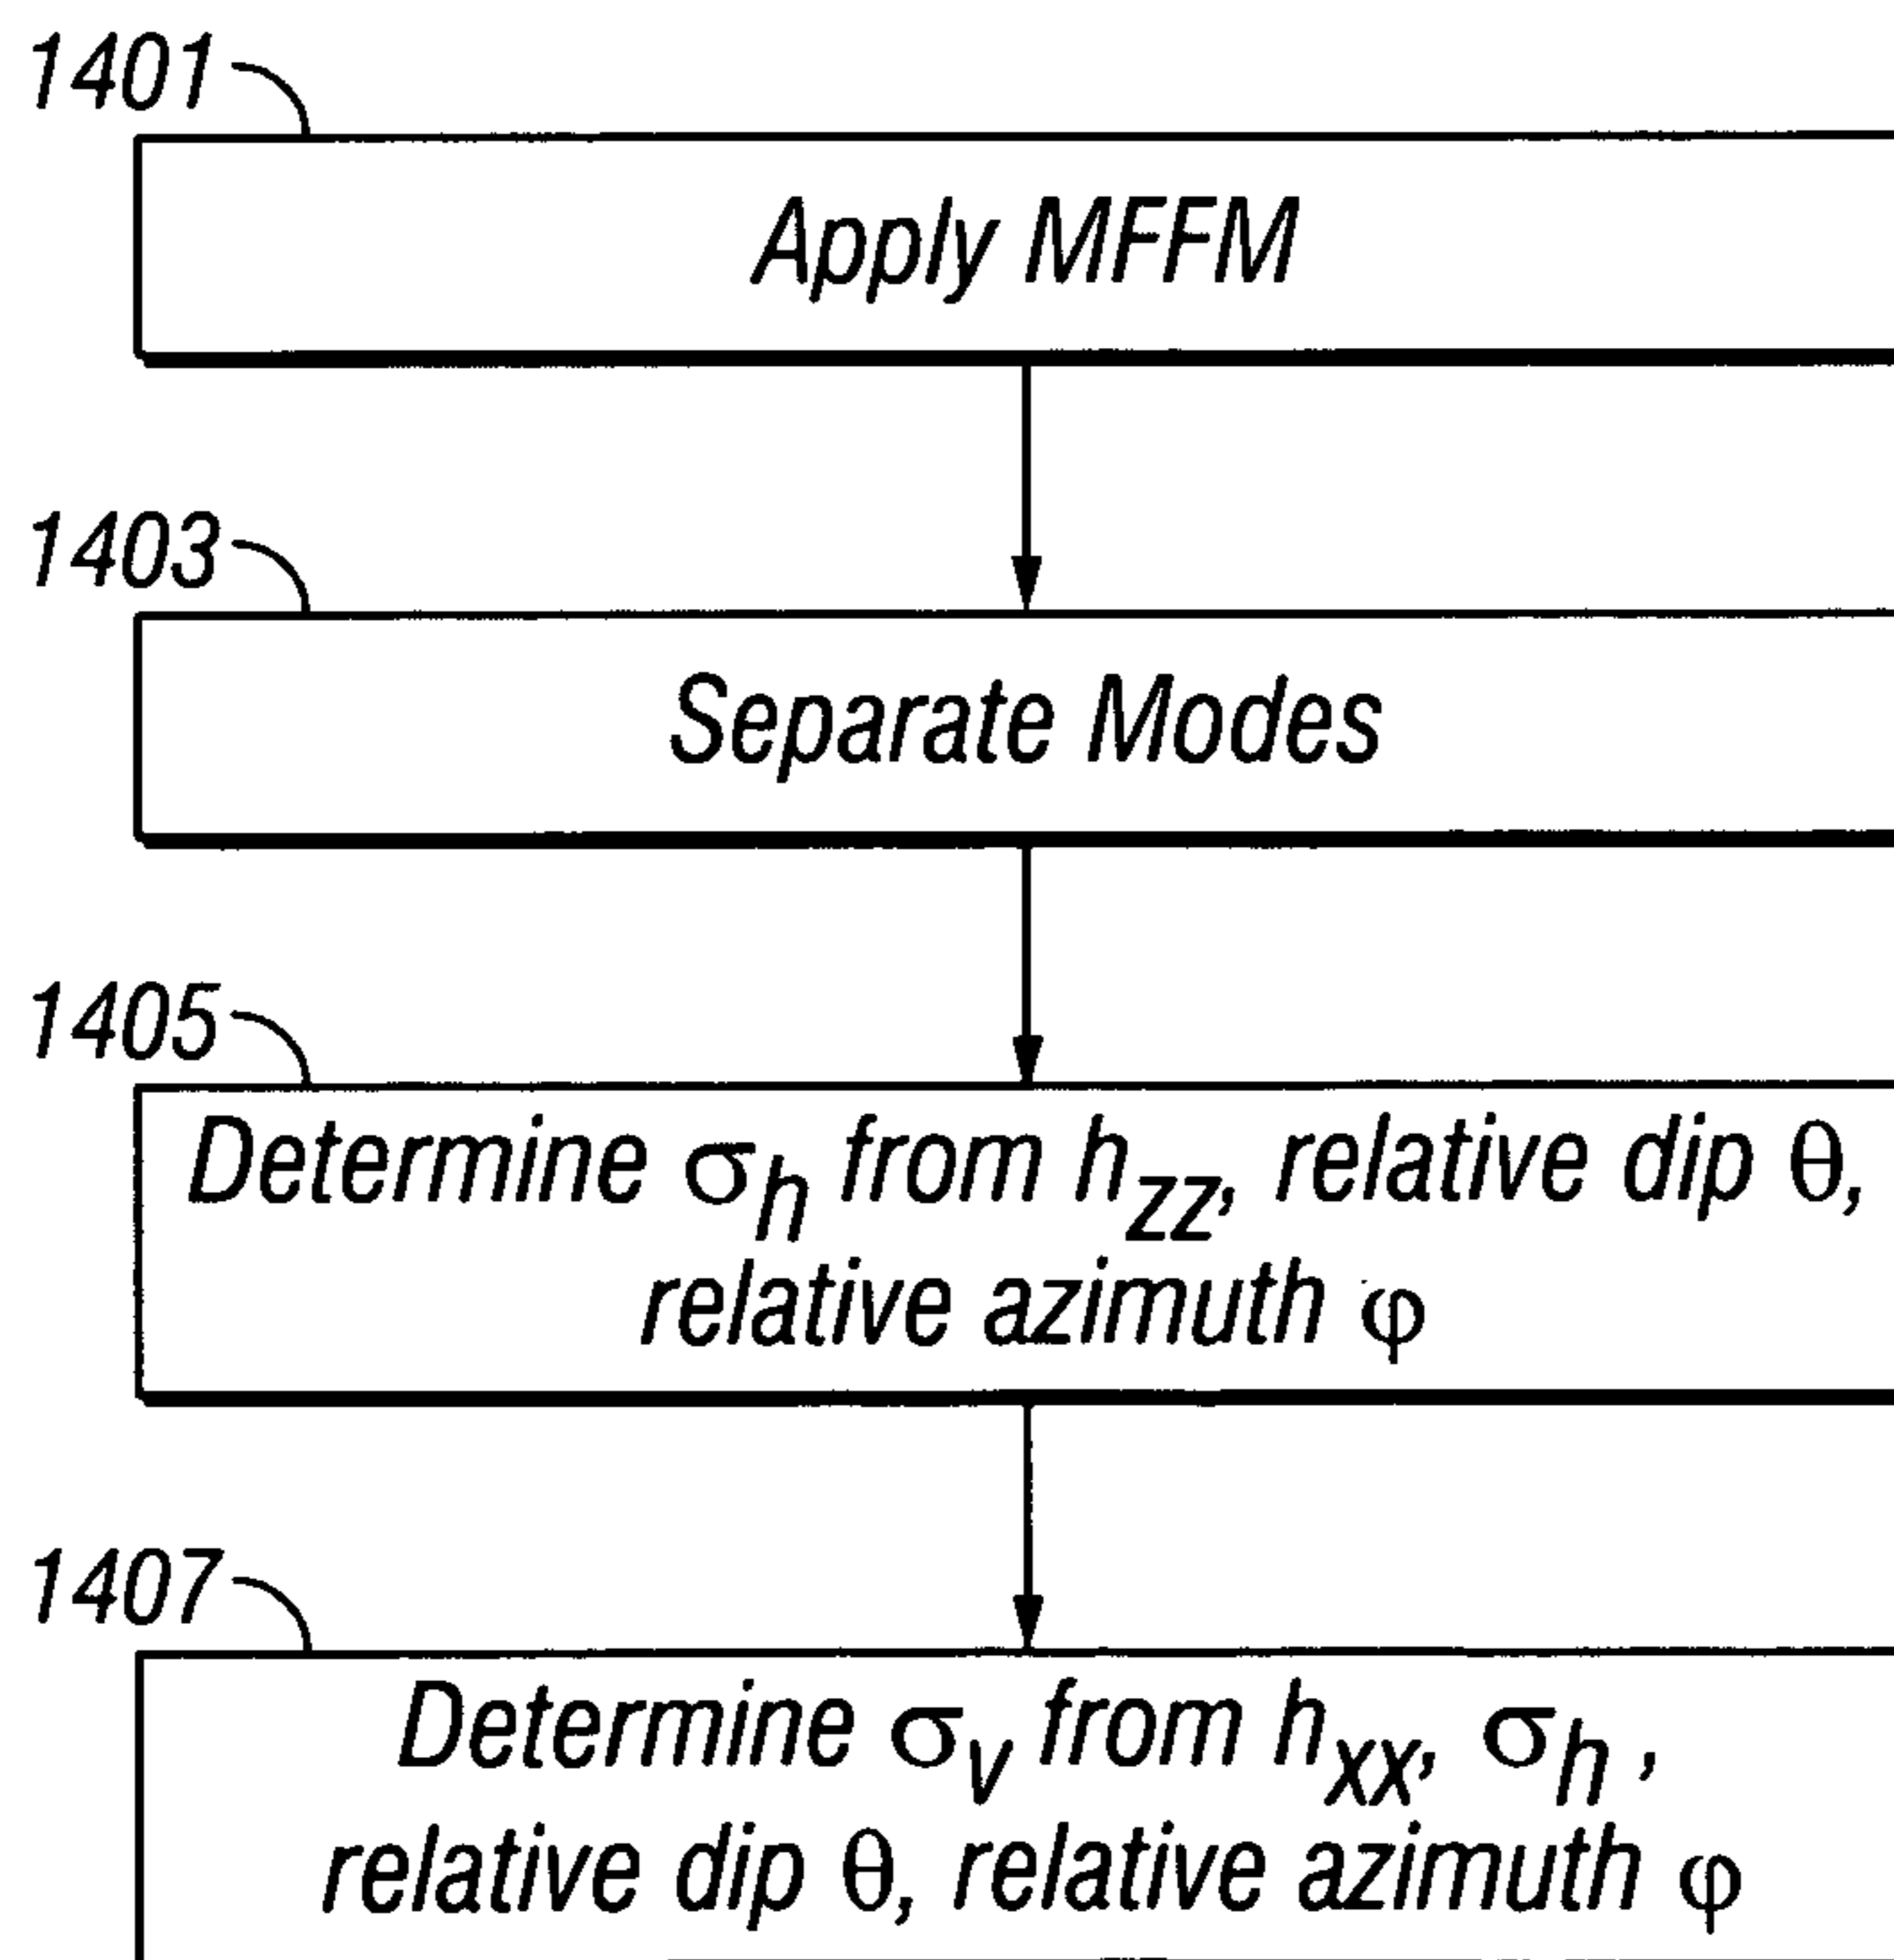 1401
Apply MFFM
1403
Separate Modes
1405
Determine σh from hzz, relative dip θ,
relative azimuth φ
1407
Determine σv from hxx, σh ,
relative dip θ, relative azimuth φ